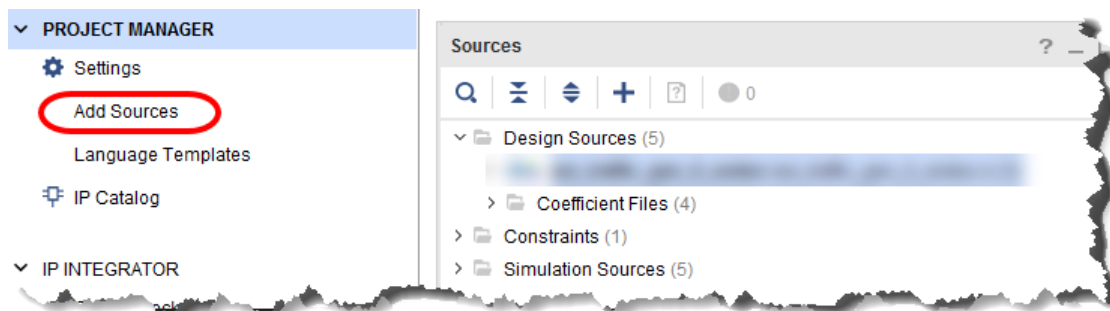 PROJECT MANAGER
Settings
Add Sources
Language Templates
IP Catalog
IP INTEGRATOR
Sources
? _
0
Design Sources (5)
Coefficient Files (4)
Constraints (1)
Simulation Sources (5)